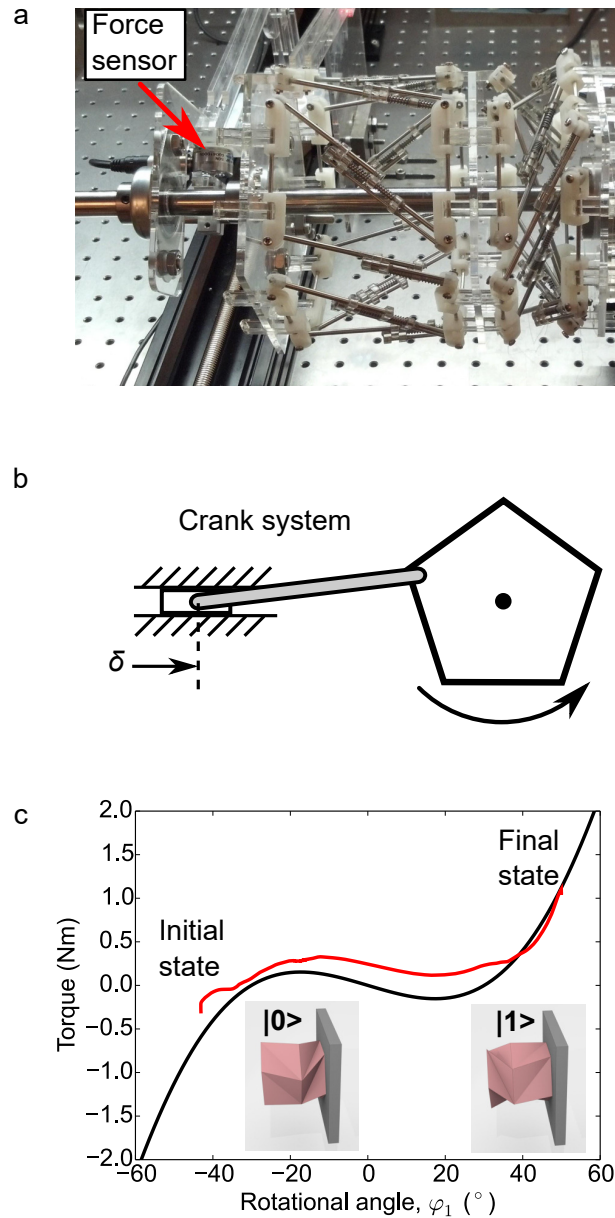 a
Force
sensor
b
Crank system
δ
c
2.0
1.5
1.0
0.5
0.0
−0.5
−1.0
−1.5
−2.0
Torque (Nm)
Initial
state
Final
state
|0>
|1>
−60
−40
−20
0
20
40
60
Rotational angle, φ₁ (°)